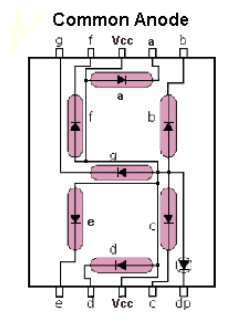 Common Anode
g f Vcc a b
a
f b
g
e c
d
e d Vcc c dp